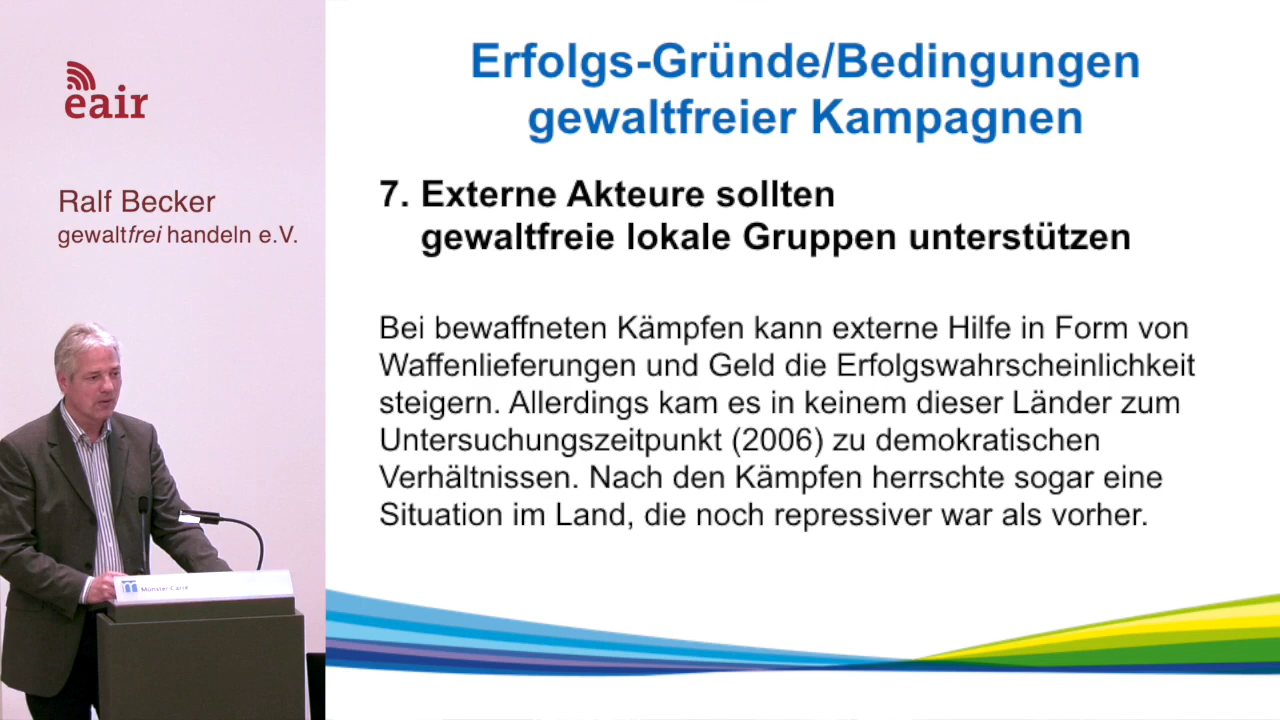 eair
Ralf Becker
gewaltfrei handeln e.V.
Münster Carré
Erfolgs-Gründe/Bedingungen
gewaltfreier Kampagnen
7. Externe Akteure sollten
gewaltfreie lokale Gruppen unterstützen
Bei bewaffneten Kämpfen kann externe Hilfe in Form von
Waffenlieferungen und Geld die Erfolgswahrscheinlichkeit
steigern. Allerdings kam es in keinem dieser Länder zum
Untersuchungszeitpunkt (2006) zu demokratischen
Verhältnissen. Nach den Kämpfen herrschte sogar eine
Situation im Land, die noch repressiver war als vorher.